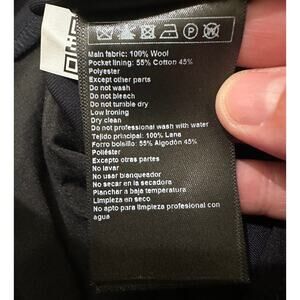 Main fabric: 100% Wool
Pocket lining: 55% Cotton 45%
Polyester
Except other parts
Do not wash
Do not bleach
Do not tumble dry
Low ironing
Dry clean
Do not professional wash with water
Tejido principal: 100% Lana
Forro bolsillo: 55% Algodón 45%
Poliéster
Excepto otras partes
No lavar
No usar blanqueador
No secar en la secadora
Planchar a baja temperatura
Limpieza en seco
No apto para limpieza profesional con
agua